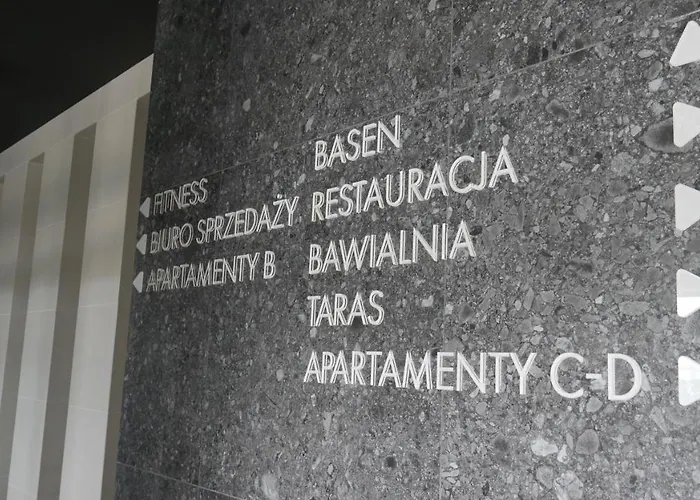 FITNESS
BIURO SPRZEDAŻY
APARTAMENTY B
BASEN
RESTAURACJA
BAWIALNIA
TARAS
APARTAMENTY C-D